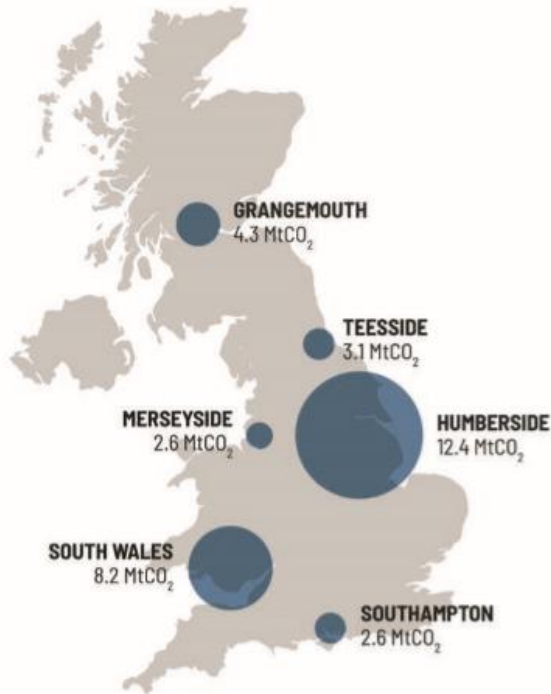 GRANGEMOUTH
4.3 MtCO₂
TEESSIDE
3.1 MtCO₂
MERSEYSIDE
2.6 MtCO₂
HUMBERSIDE
12.4 MtCO₂
SOUTH WALES
8.2 MtCO₂
SOUTHAMPTON
2.6 MtCO₂